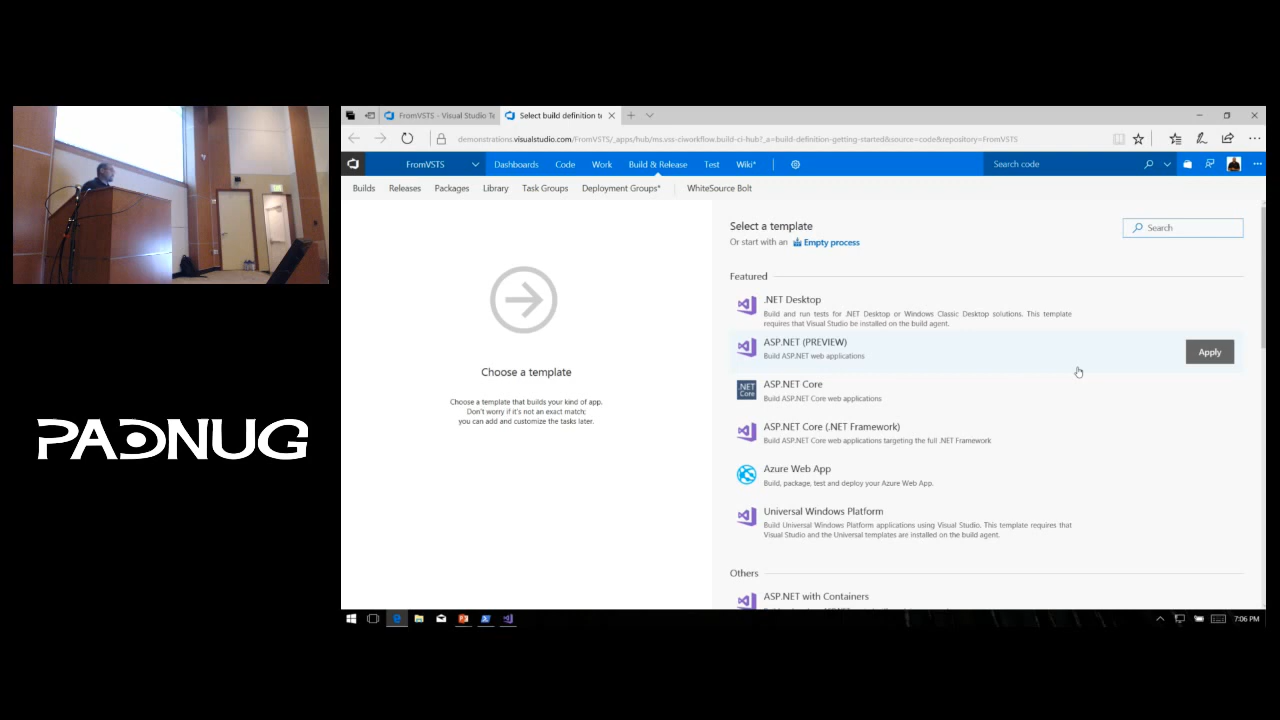 PADNUG
FromVSTS - Visual Studio Te
Select build definition te
demonstrations.visualstudio.com/FromVSTS/_apps/hub/ms.vss-ciworkflow.build-ci-hub?_a=build-definition-getting-started&source=code&repository=FromVSTS
FromVSTS Dashboards Code Work Build & Release Test Wiki* Search code
Builds Releases Packages Library Task Groups Deployment Groups* WhiteSource Bolt
Choose a template
Choose a template that builds your kind of app.
Don't worry if it's not an exact match;
you can add and customize the tasks later.
Select a template
Or start with an Empty process
Search
Featured
.NET Desktop
Build and run tests for .NET Desktop or Windows Classic Desktop solutions. This template
requires that Visual Studio be installed on the build agent.
ASP.NET (PREVIEW)
Build ASP.NET web applications
Apply
.NET
Core
ASP.NET Core
Build ASP.NET Core web applications
ASP.NET Core (.NET Framework)
Build ASP.NET Core web applications targeting the full .NET Framework
Azure Web App
Build, package, test and deploy your Azure Web App.
Universal Windows Platform
Build Universal Windows Platform applications using Visual Studio. This template requires that
Visual Studio and the Universal templates are installed on the build agent.
Others
ASP.NET with Containers
7:06 PM